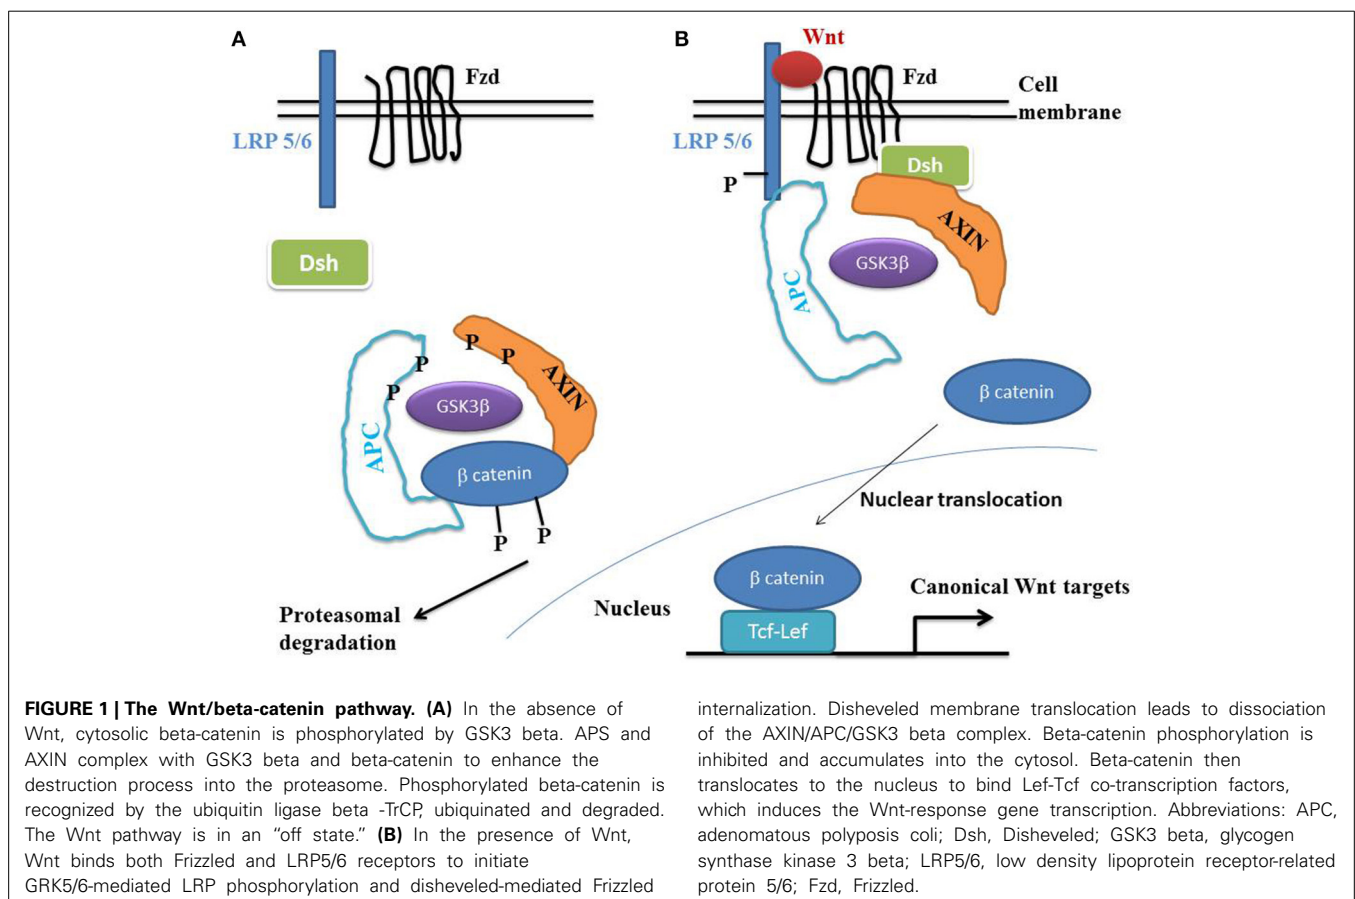 A
Fzd
LRP 5/6
Dsh
P
P
P
P
AXIN
GSK3β
APC
β catenin
P
P
Proteasomal
degradation
B
Wnt
Fzd
Cell
membrane
LRP 5/6
Dsh
P
AXIN
GSK3β
APC
β catenin
Nuclear translocation
β catenin
Canonical Wnt targets
Nucleus
Tcf-Lef
FIGURE 1 | The Wnt/beta-catenin pathway. (A) In the absence of
Wnt, cytosolic beta-catenin is phosphorylated by GSK3 beta. APS and
AXIN complex with GSK3 beta and beta-catenin to enhance the
destruction process into the proteasome. Phosphorylated beta-catenin is
recognized by the ubiquitin ligase beta -TrCP, ubiquinated and degraded.
The Wnt pathway is in an “off state.” (B) In the presence of Wnt,
Wnt binds both Frizzled and LRP5/6 receptors to initiate
GRK5/6-mediated LRP phosphorylation and disheveled-mediated Frizzled
internalization. Disheveled membrane translocation leads to dissociation
of the AXIN/APC/GSK3 beta complex. Beta-catenin phosphorylation is
inhibited and accumulates into the cytosol. Beta-catenin then
translocates to the nucleus to bind Lef-Tcf co-transcription factors,
which induces the Wnt-response gene transcription. Abbreviations: APC,
adenomatous polyposis coli; Dsh, Disheveled; GSK3 beta, glycogen
synthase kinase 3 beta; LRP5/6, low density lipoprotein receptor-related
protein 5/6; Fzd, Frizzled.